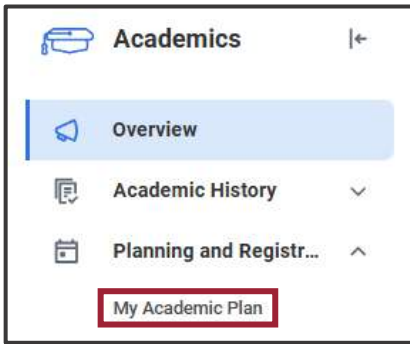 Academics
Overview
Academic History
Planning and Registr...
My Academic Plan